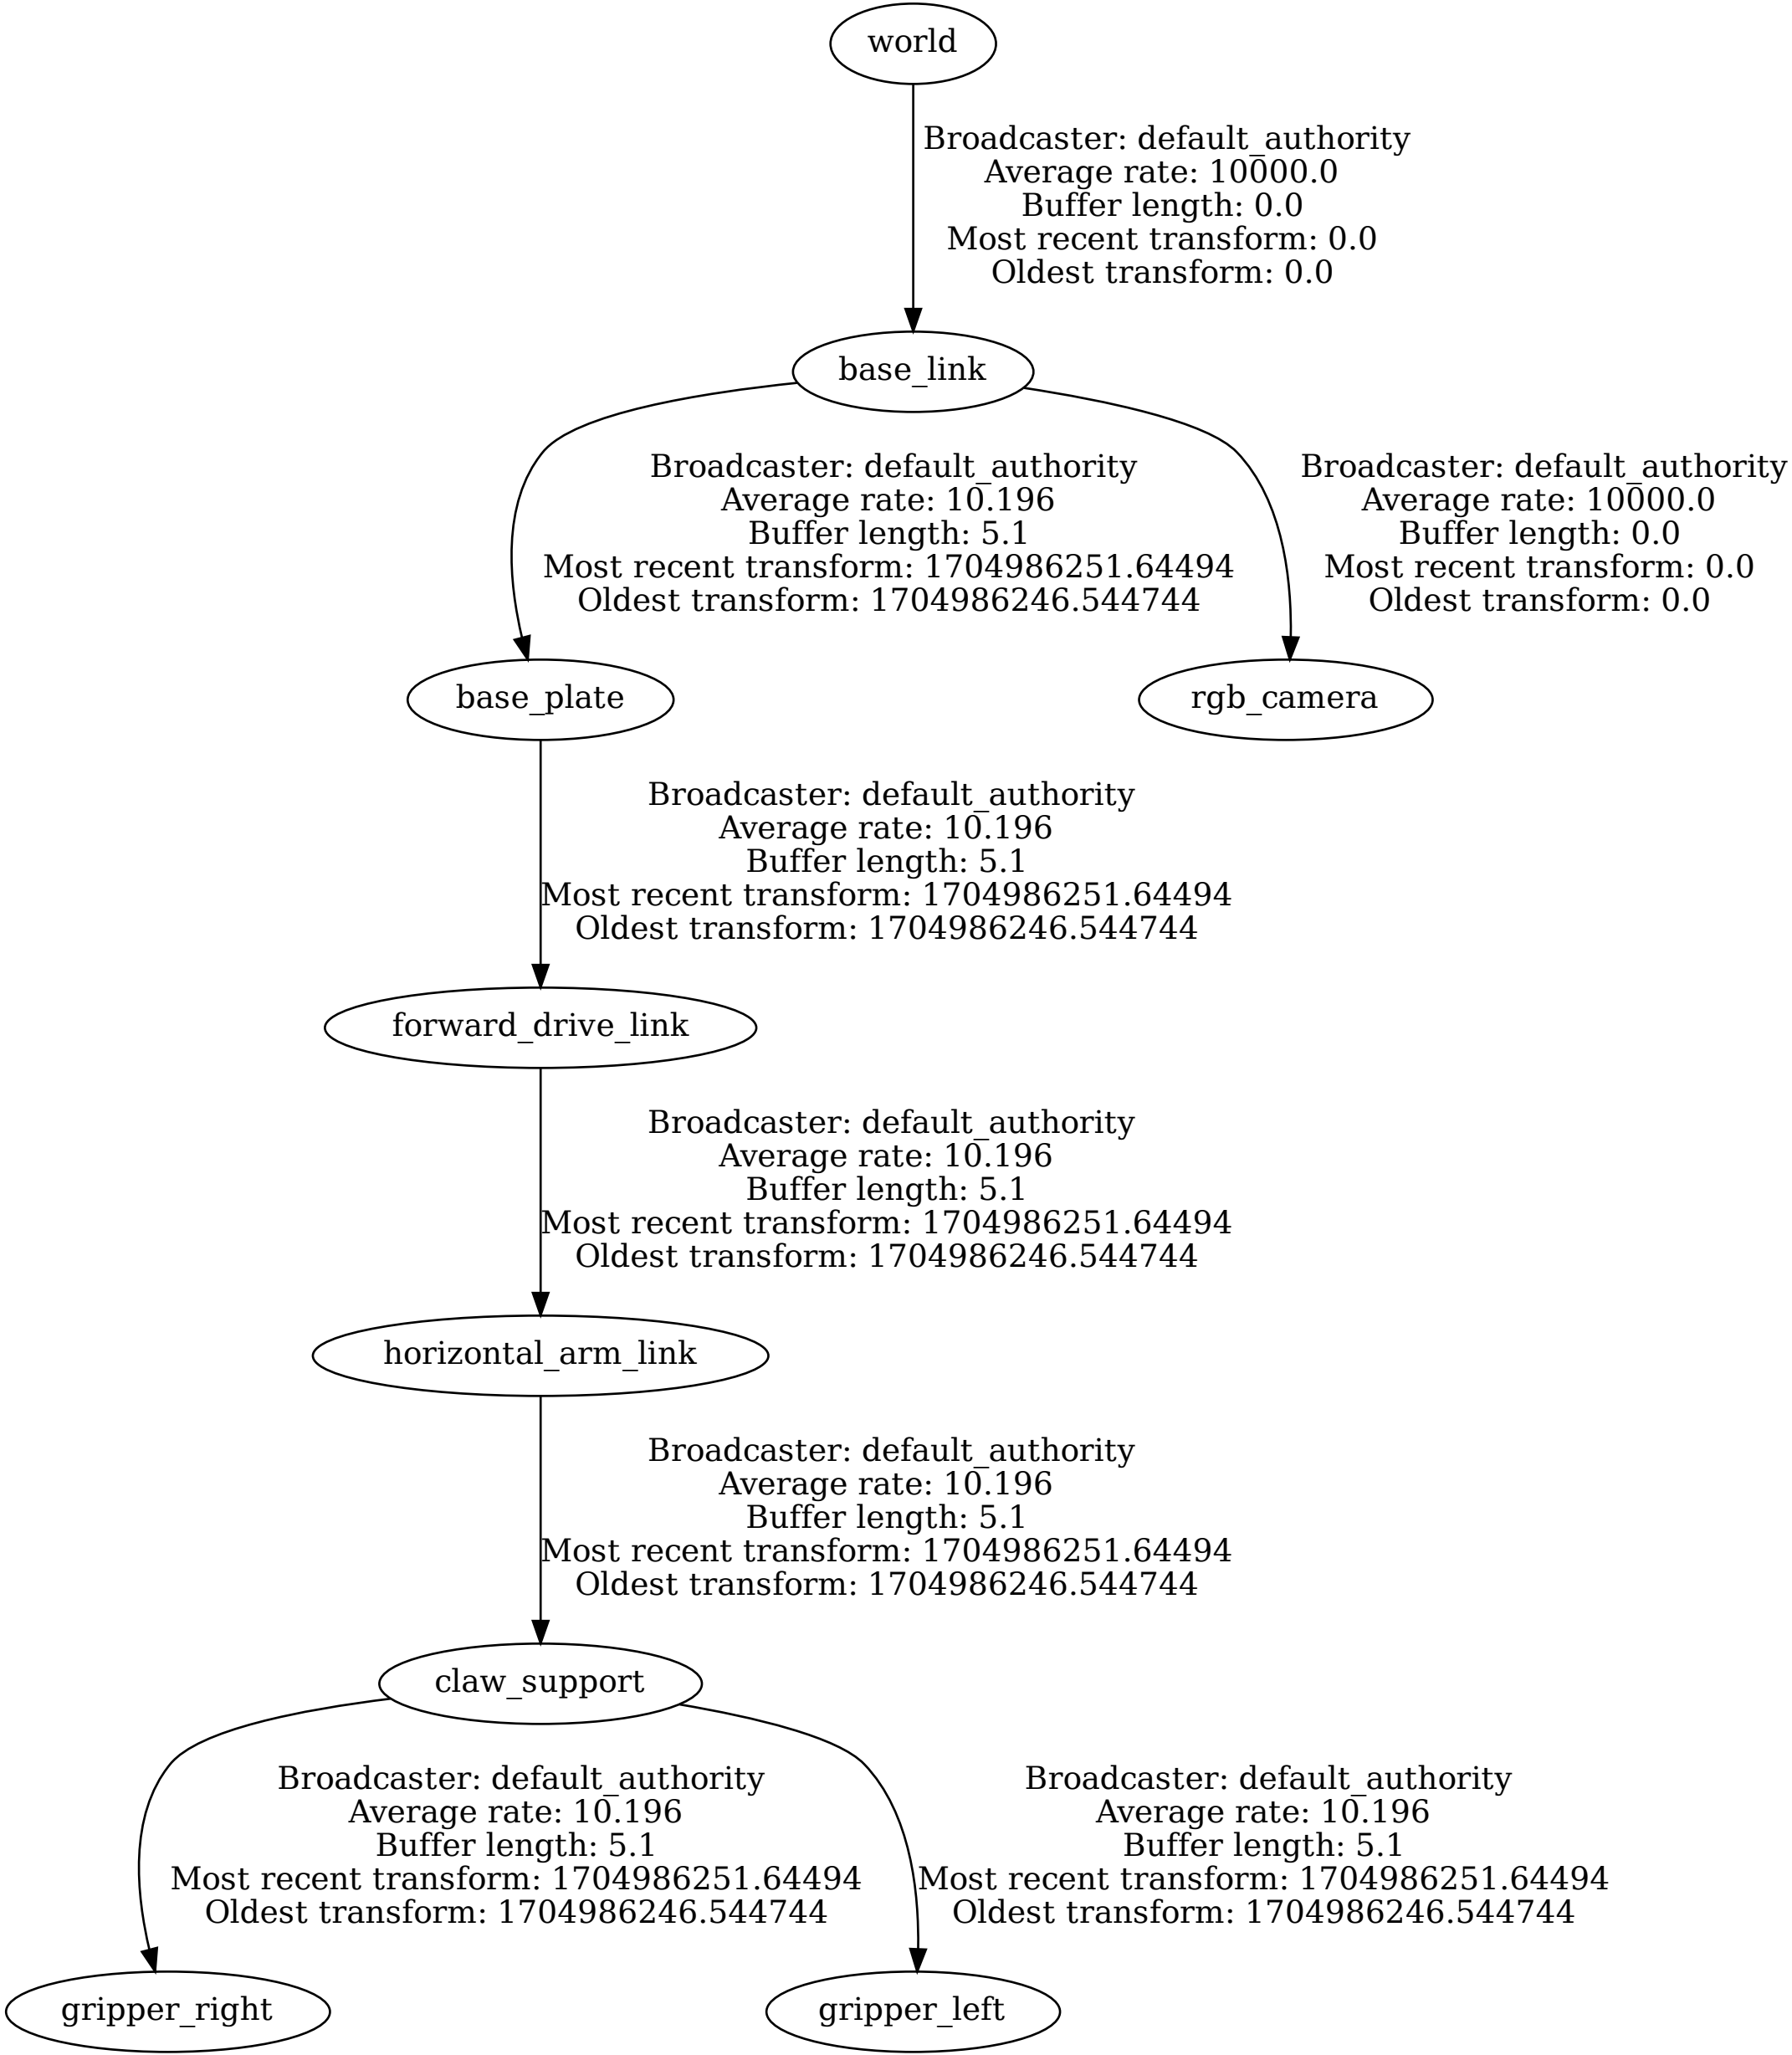 world
Broadcaster: default_authority
Average rate: 10000.0
Buffer length: 0.0
Most recent transform: 0.0
Oldest transform: 0.0
base_link
Broadcaster: default_authority
Average rate: 10.196
Buffer length: 5.1
Most recent transform: 1704986251.64494
Oldest transform: 1704986246.544744
Broadcaster: default_authority
Average rate: 10000.0
Buffer length: 0.0
Most recent transform: 0.0
Oldest transform: 0.0
base_plate
rgb_camera
Broadcaster: default_authority
Average rate: 10.196
Buffer length: 5.1
Most recent transform: 1704986251.64494
Oldest transform: 1704986246.544744
forward_drive_link
Broadcaster: default_authority
Average rate: 10.196
Buffer length: 5.1
Most recent transform: 1704986251.64494
Oldest transform: 1704986246.544744
horizontal_arm_link
Broadcaster: default_authority
Average rate: 10.196
Buffer length: 5.1
Most recent transform: 1704986251.64494
Oldest transform: 1704986246.544744
claw_support
Broadcaster: default_authority
Average rate: 10.196
Buffer length: 5.1
Most recent transform: 1704986251.64494
Oldest transform: 1704986246.544744
Broadcaster: default_authority
Average rate: 10.196
Buffer length: 5.1
Most recent transform: 1704986251.64494
Oldest transform: 1704986246.544744
gripper_right
gripper_left